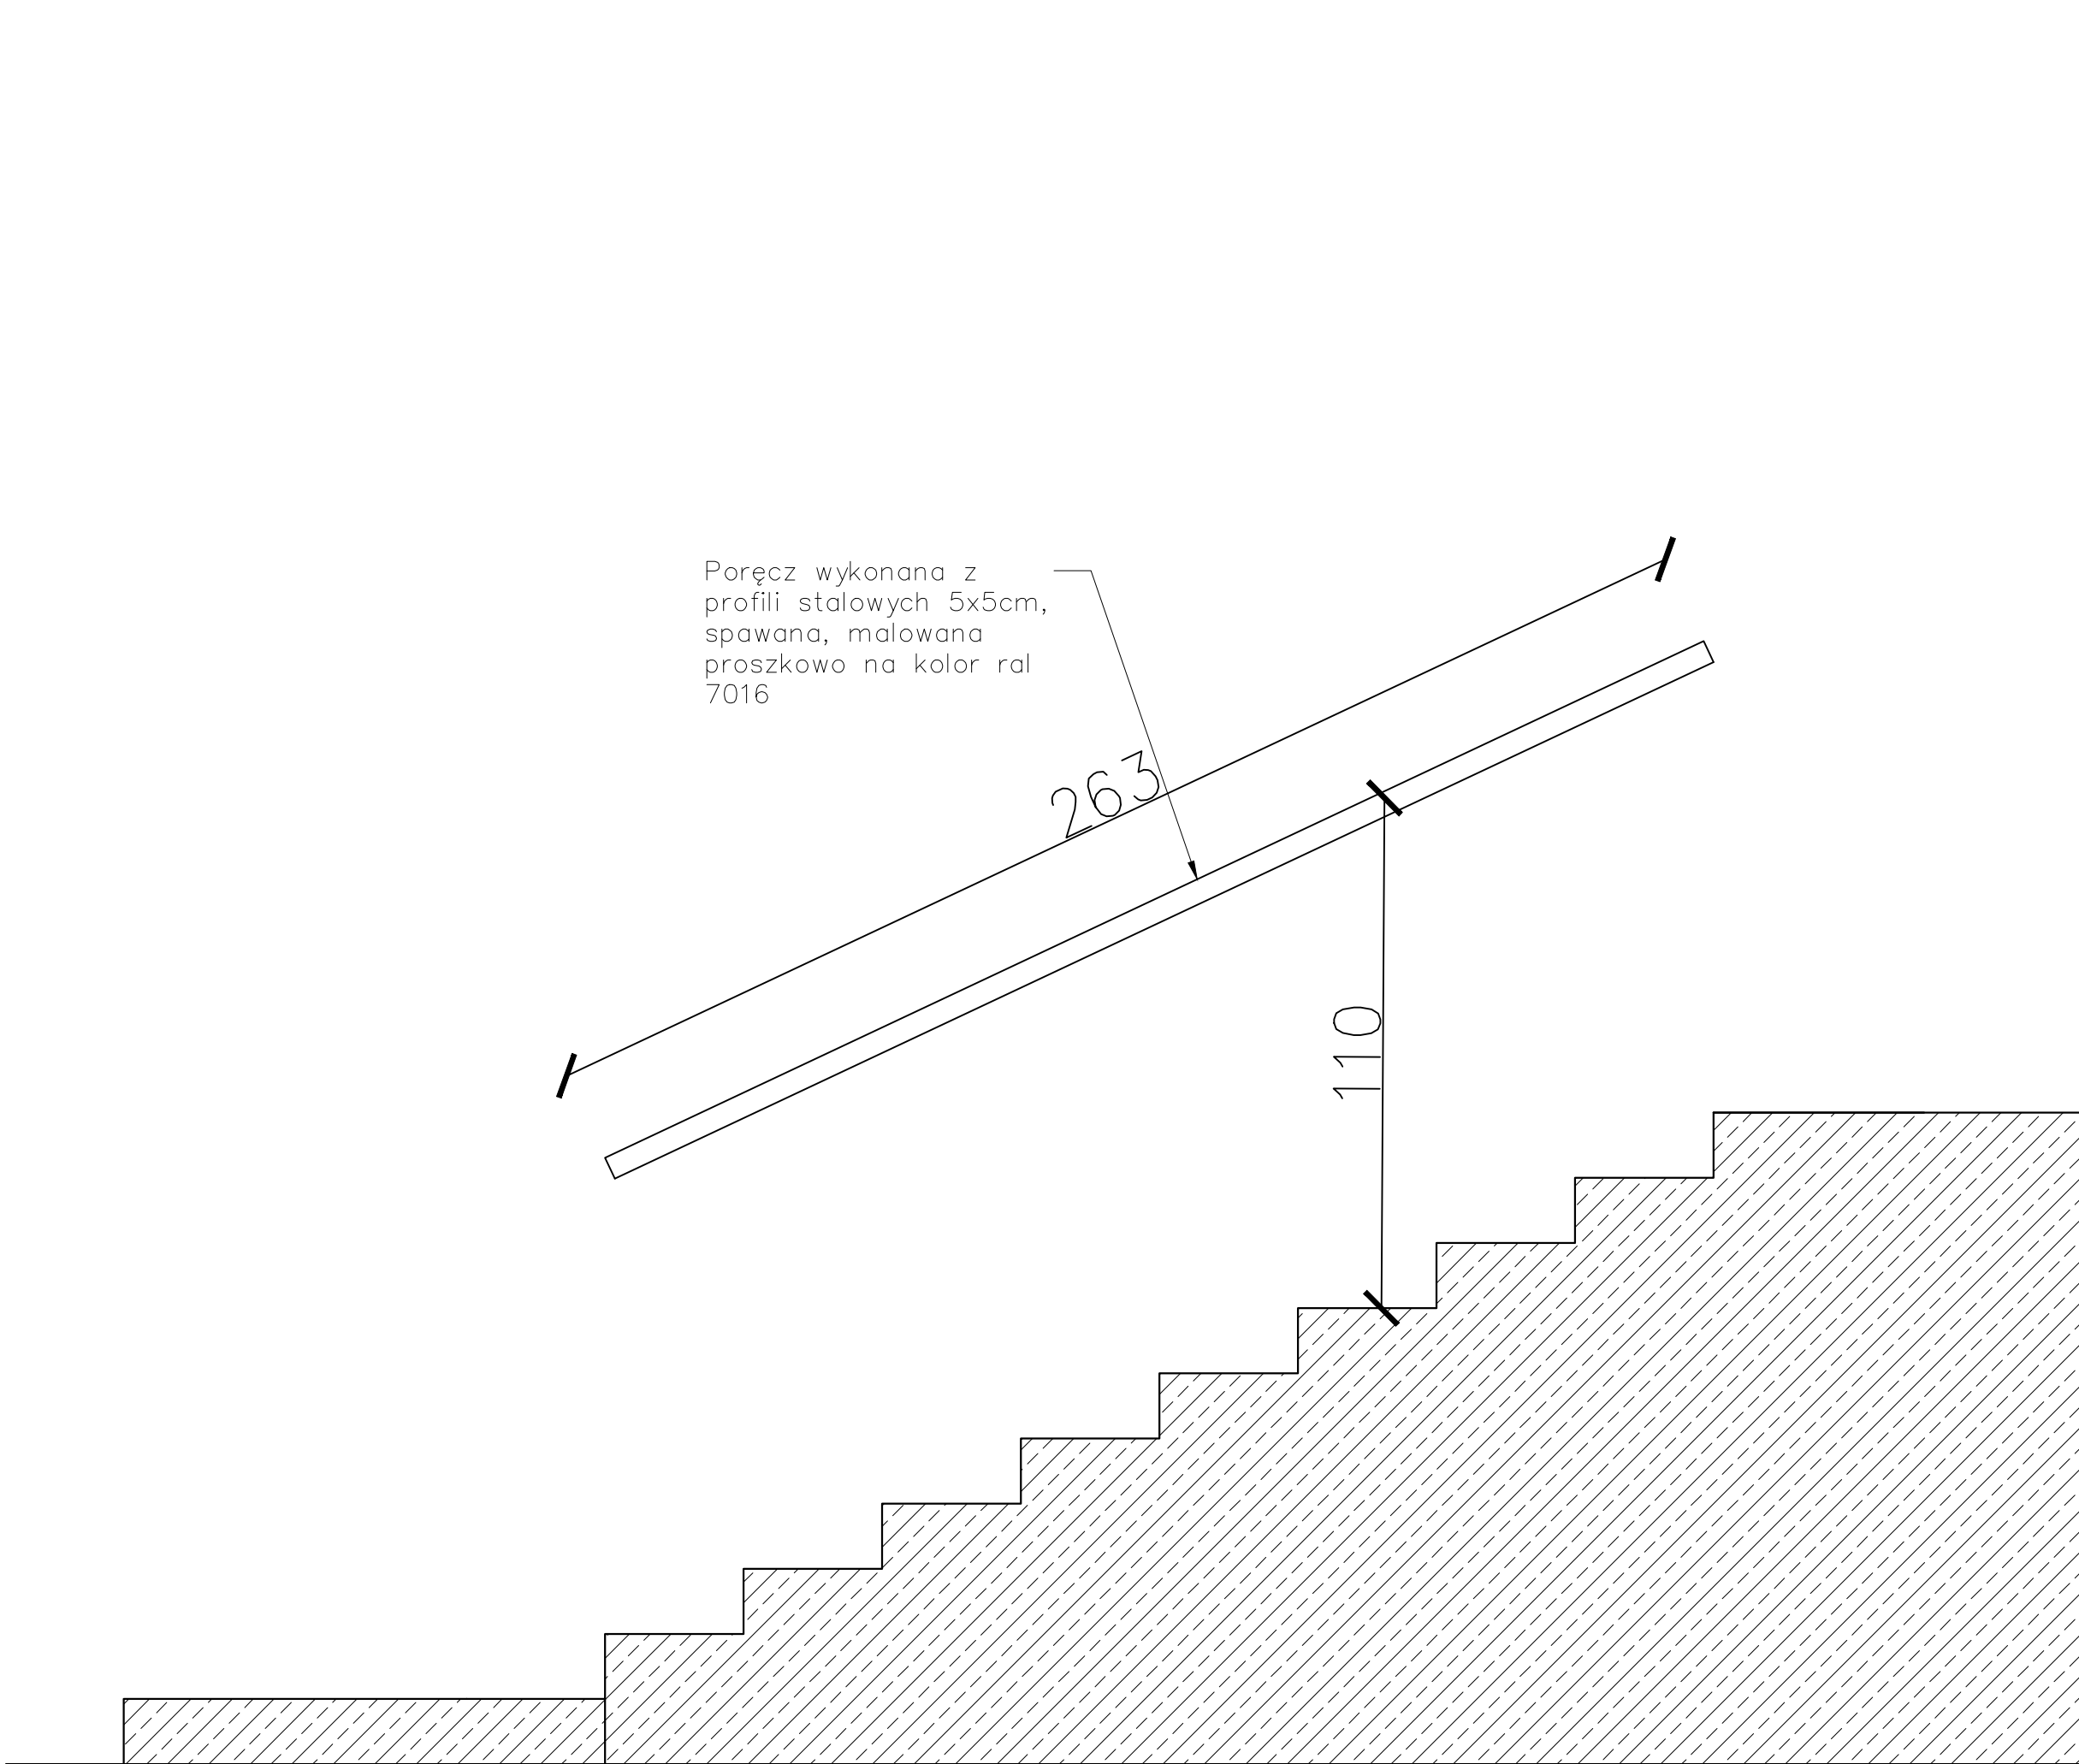 Poręcz wykonana z
profili stalowych 5x5cm,
spawana, malowana
proszkowo na kolor ral
7016
263
110